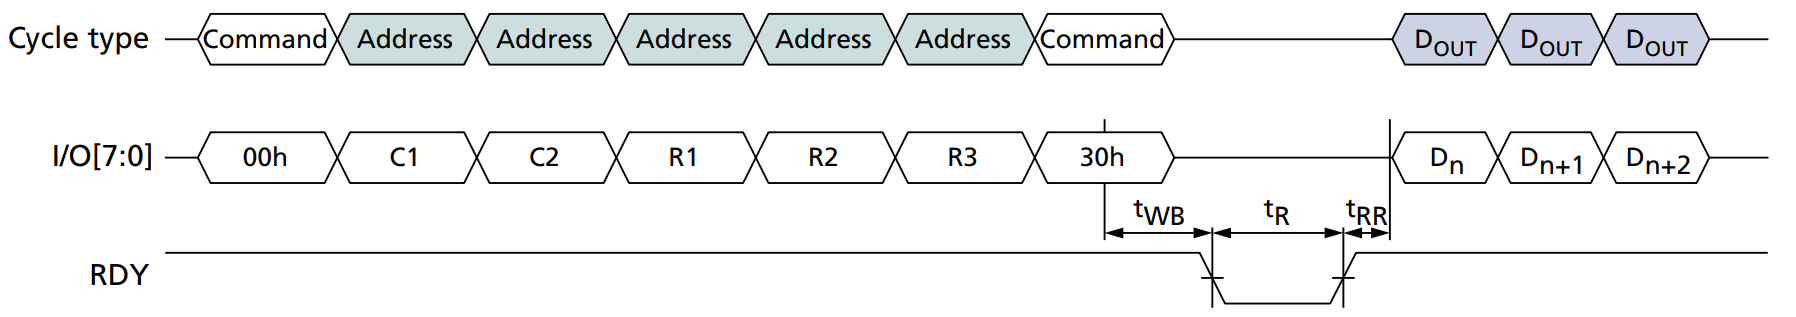 Cycle type Command Address Address Address Address Address Command DOUT DOUT DOUT
I/O[7:0] 00h C1 C2 R1 R2 R3 30h Dn Dn+1 Dn+2
tWB tR tRR
RDY